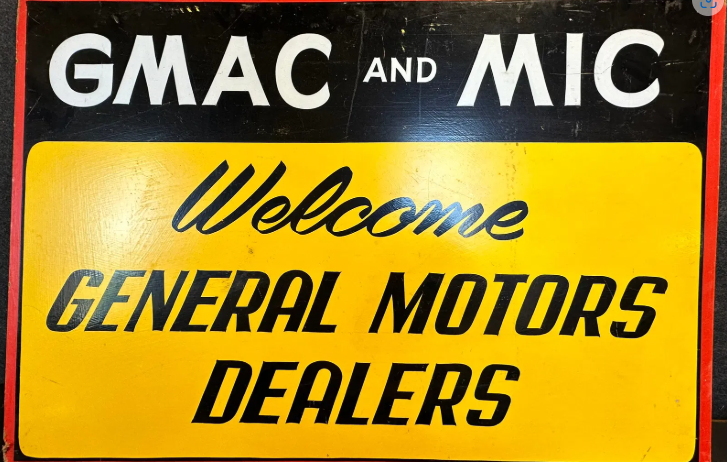 GMAC AND MIC
Welcome
GENERAL MOTORS
DEALERS